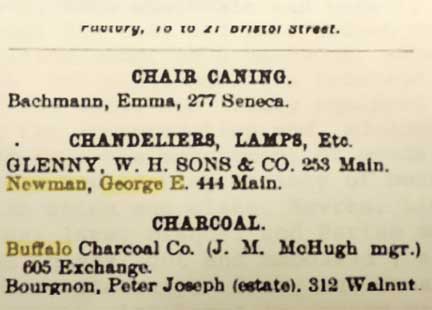 Factory, 15 to 21 Bristol Street.
CHAIR CANING.
Bachmann, Emma, 277 Seneca.
CHANDELIERS, LAMPS, Etc.
GLENNY, W. H. SONS & CO. 253 Main.
Newman, George E. 444 Main.
CHARCOAL.
Buffalo Charcoal Co. (J. M. McHugh mgr.)
605 Exchange.
Bourgnon, Peter Joseph (estate). 312 Walnut.